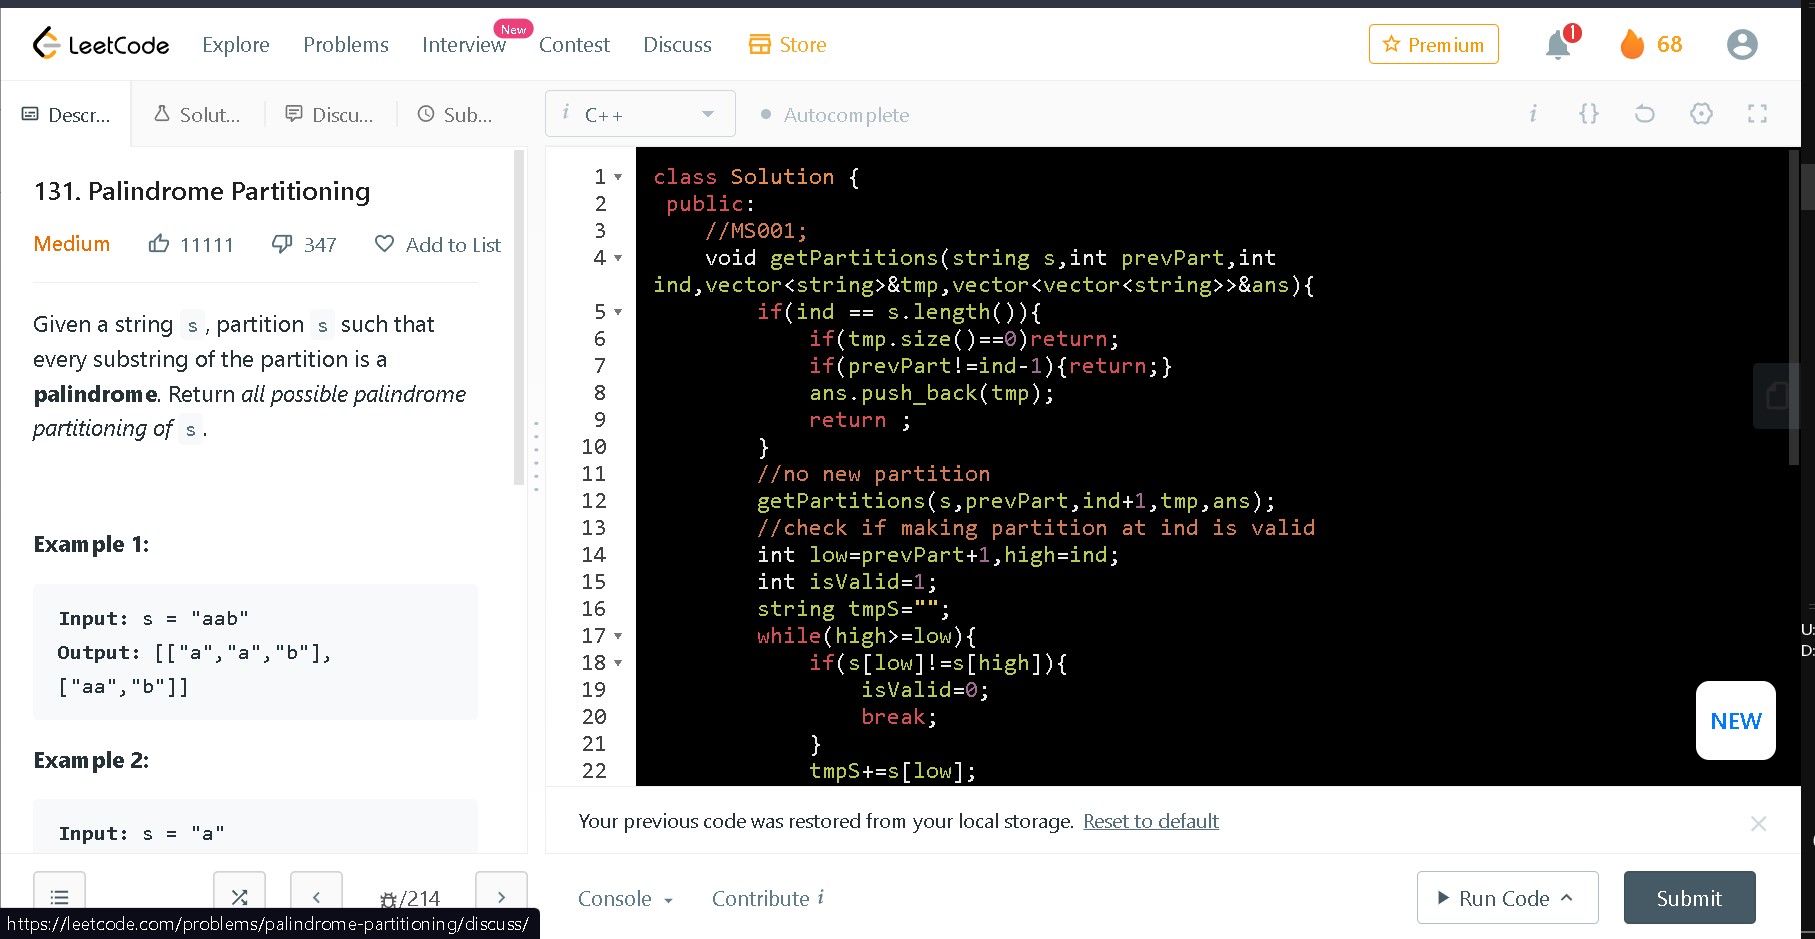 LeetCode
Explore
Problems
Interview
New
Contest
Discuss
Store
Premium
1
68
Descr...
Solut...
Discu...
Sub...
i C++
Autocomplete
i {}
131. Palindrome Partitioning
Medium
11111
347
Add to List
Given a string s , partition s such that
every substring of the partition is a
palindrome. Return all possible palindrome
partitioning of s .
Example 1:
Input: s = "aab"
Output: [["a","a","b"],
["aa","b"]]
Example 2:
Input: s = "a"
/214
https://leetcode.com/problems/palindrome-partitioning/discuss/
1 class Solution {
2 public:
3 //MS001;
4 void getPartitions(string s,int prevPart,int
ind,vector<string>&tmp,vector<vector<string>>&ans){
5 if(ind == s.length()){
6 if(tmp.size()==0)return;
7 if(prevPart!=ind-1){return;}
8 ans.push_back(tmp);
9 return ;
10 }
11 //no new partition
12 getPartitions(s,prevPart,ind+1,tmp,ans);
13 //check if making partition at ind is valid
14 int low=prevPart+1,high=ind;
15 int isValid=1;
16 string tmpS="";
17 while(high>=low){
18 if(s[low]!=s[high]){
19 isValid=0;
20 break;
21 }
22 tmpS+=s[low];
NEW
U:
D:
Your previous code was restored from your local storage. Reset to default
Console
Contribute i
Run Code
Submit